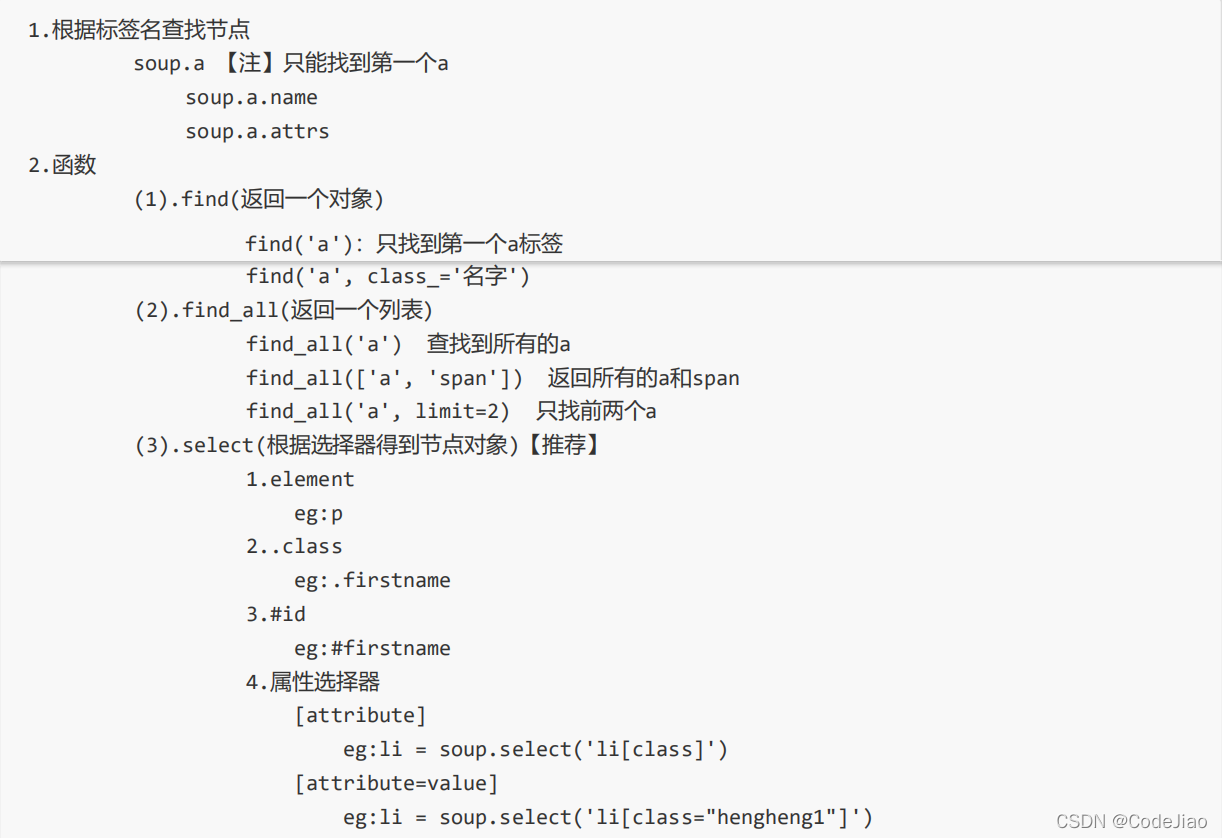 1.根据标签名查找节点
soup.a 【注】只能找到第一个a
soup.a.name
soup.a.attrs
2.函数
(1).find(返回一个对象)
find('a')：只找到第一个a标签
find('a', class_='名字')
(2).find_all(返回一个列表)
find_all('a')  查找到所有的a
find_all(['a', 'span'])  返回所有的a和span
find_all('a', limit=2)  只找前两个a
(3).select(根据选择器得到节点对象)【推荐】
1.element
eg:p
2..class
eg:.firstname
3.#id
eg:#firstname
4.属性选择器
[attribute]
eg:li = soup.select('li[class]')
[attribute=value]
eg:li = soup.select('li[class="hengheng1"]')
CSDN @CodeJiao